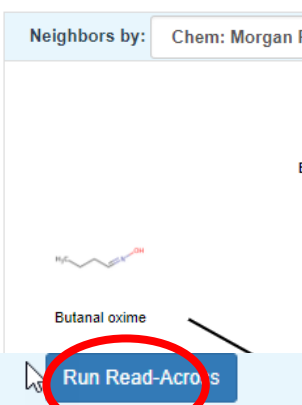 Neighbors by: Chem: Morgan
H₃C N OH
Butanal oxime
Run Read-Across